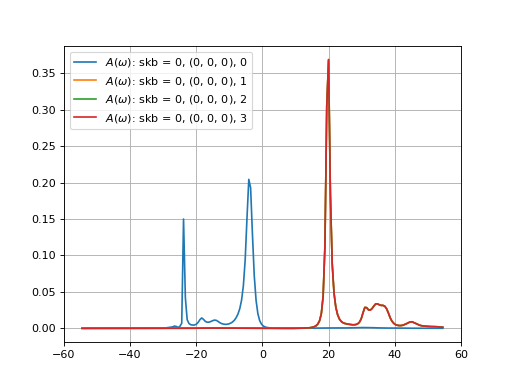 A(ω): skb = 0, (0, 0, 0), 0
A(ω): skb = 0, (0, 0, 0), 1
A(ω): skb = 0, (0, 0, 0), 2
A(ω): skb = 0, (0, 0, 0), 3
0.35
0.30
0.25
0.20
0.15
0.10
0.05
0.00
−60 −40 −20 0 20 40 60